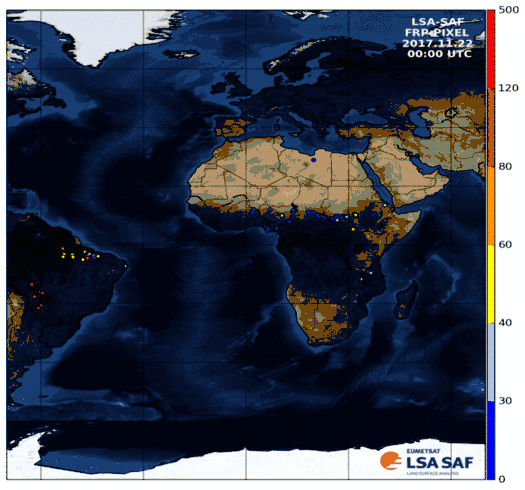 LSA-SAF
FRP-PIXEL
2017.11.22
00:00 UTC
500
120
80
60
40
30
0
EUMETSAT
LSA SAF
LAND SURFACE ANALYSIS